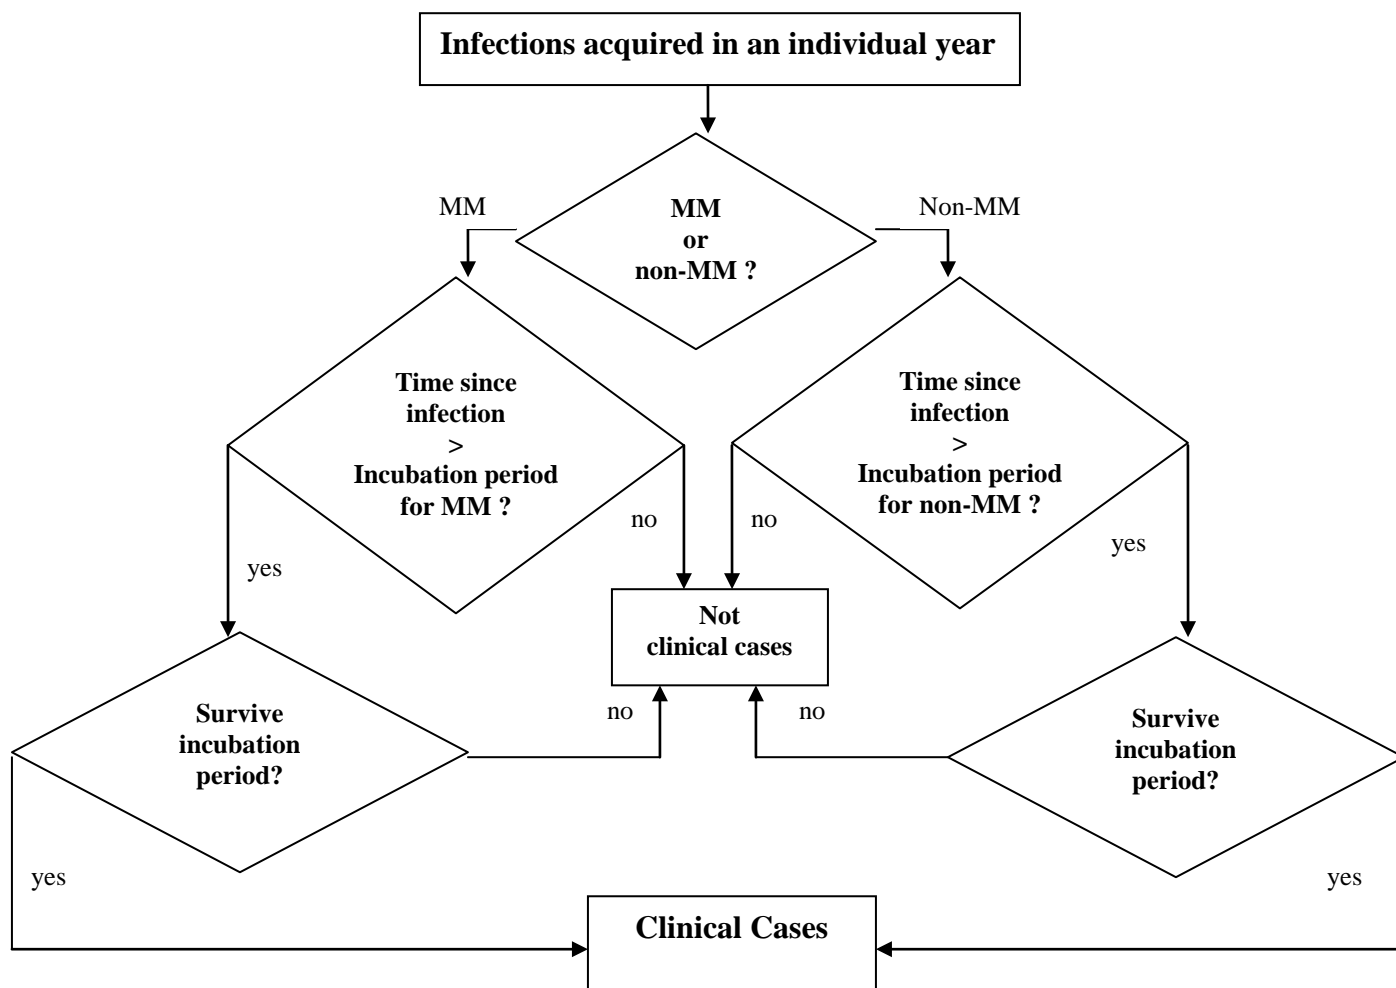 Infections acquired in an individual year
MM
Non-MM
MM
or
non-MM ?
Time since
infection
>
Incubation period
for MM ?
Time since
infection
>
Incubation period
for non-MM ?
no
no
yes
yes
Not
clinical cases
Survive
incubation
period?
no
no
Survive
incubation
period?
yes
yes
Clinical Cases